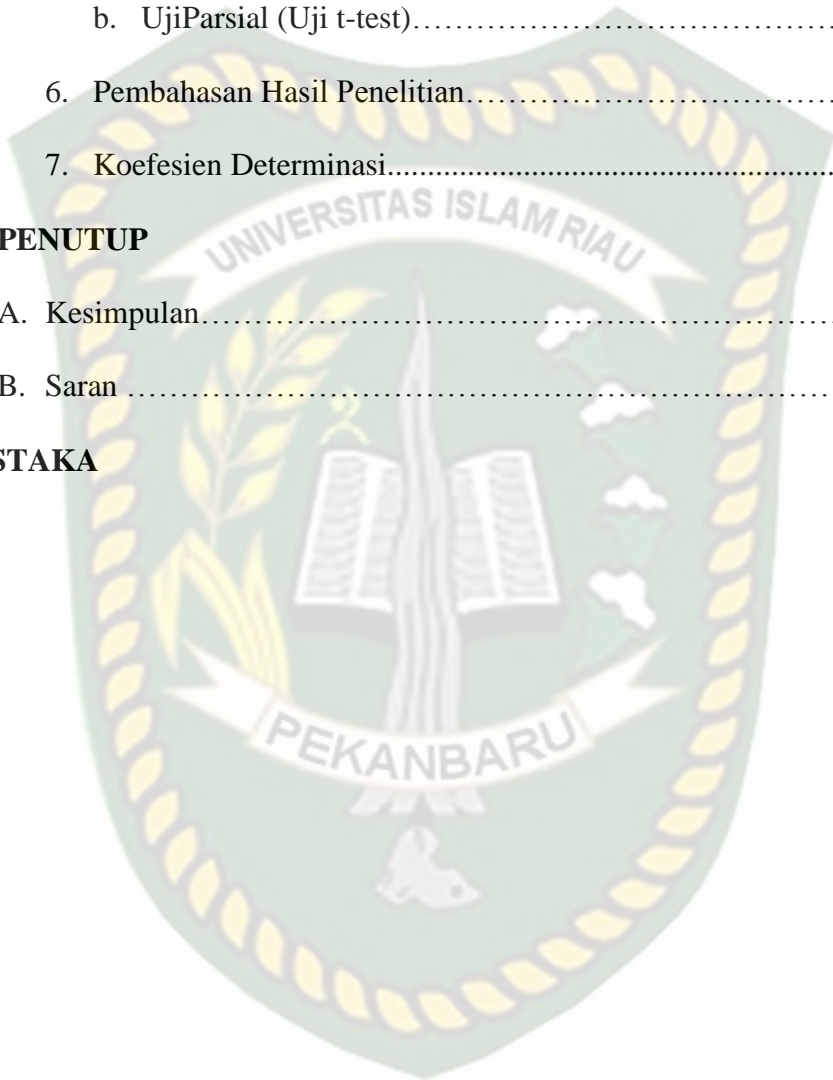 b. UjiParsial (Uji t-test)……………………………………
6. Pembahasan Hasil Penelitian………………………………
7. Koefesien Determinasi..........................................................
UNIVERSITAS ISLAM RIAU
PENUTUP
A. Kesimpulan……………………………………………………
B. Saran ……………………………………………………………
STAKA
PEKANBARU